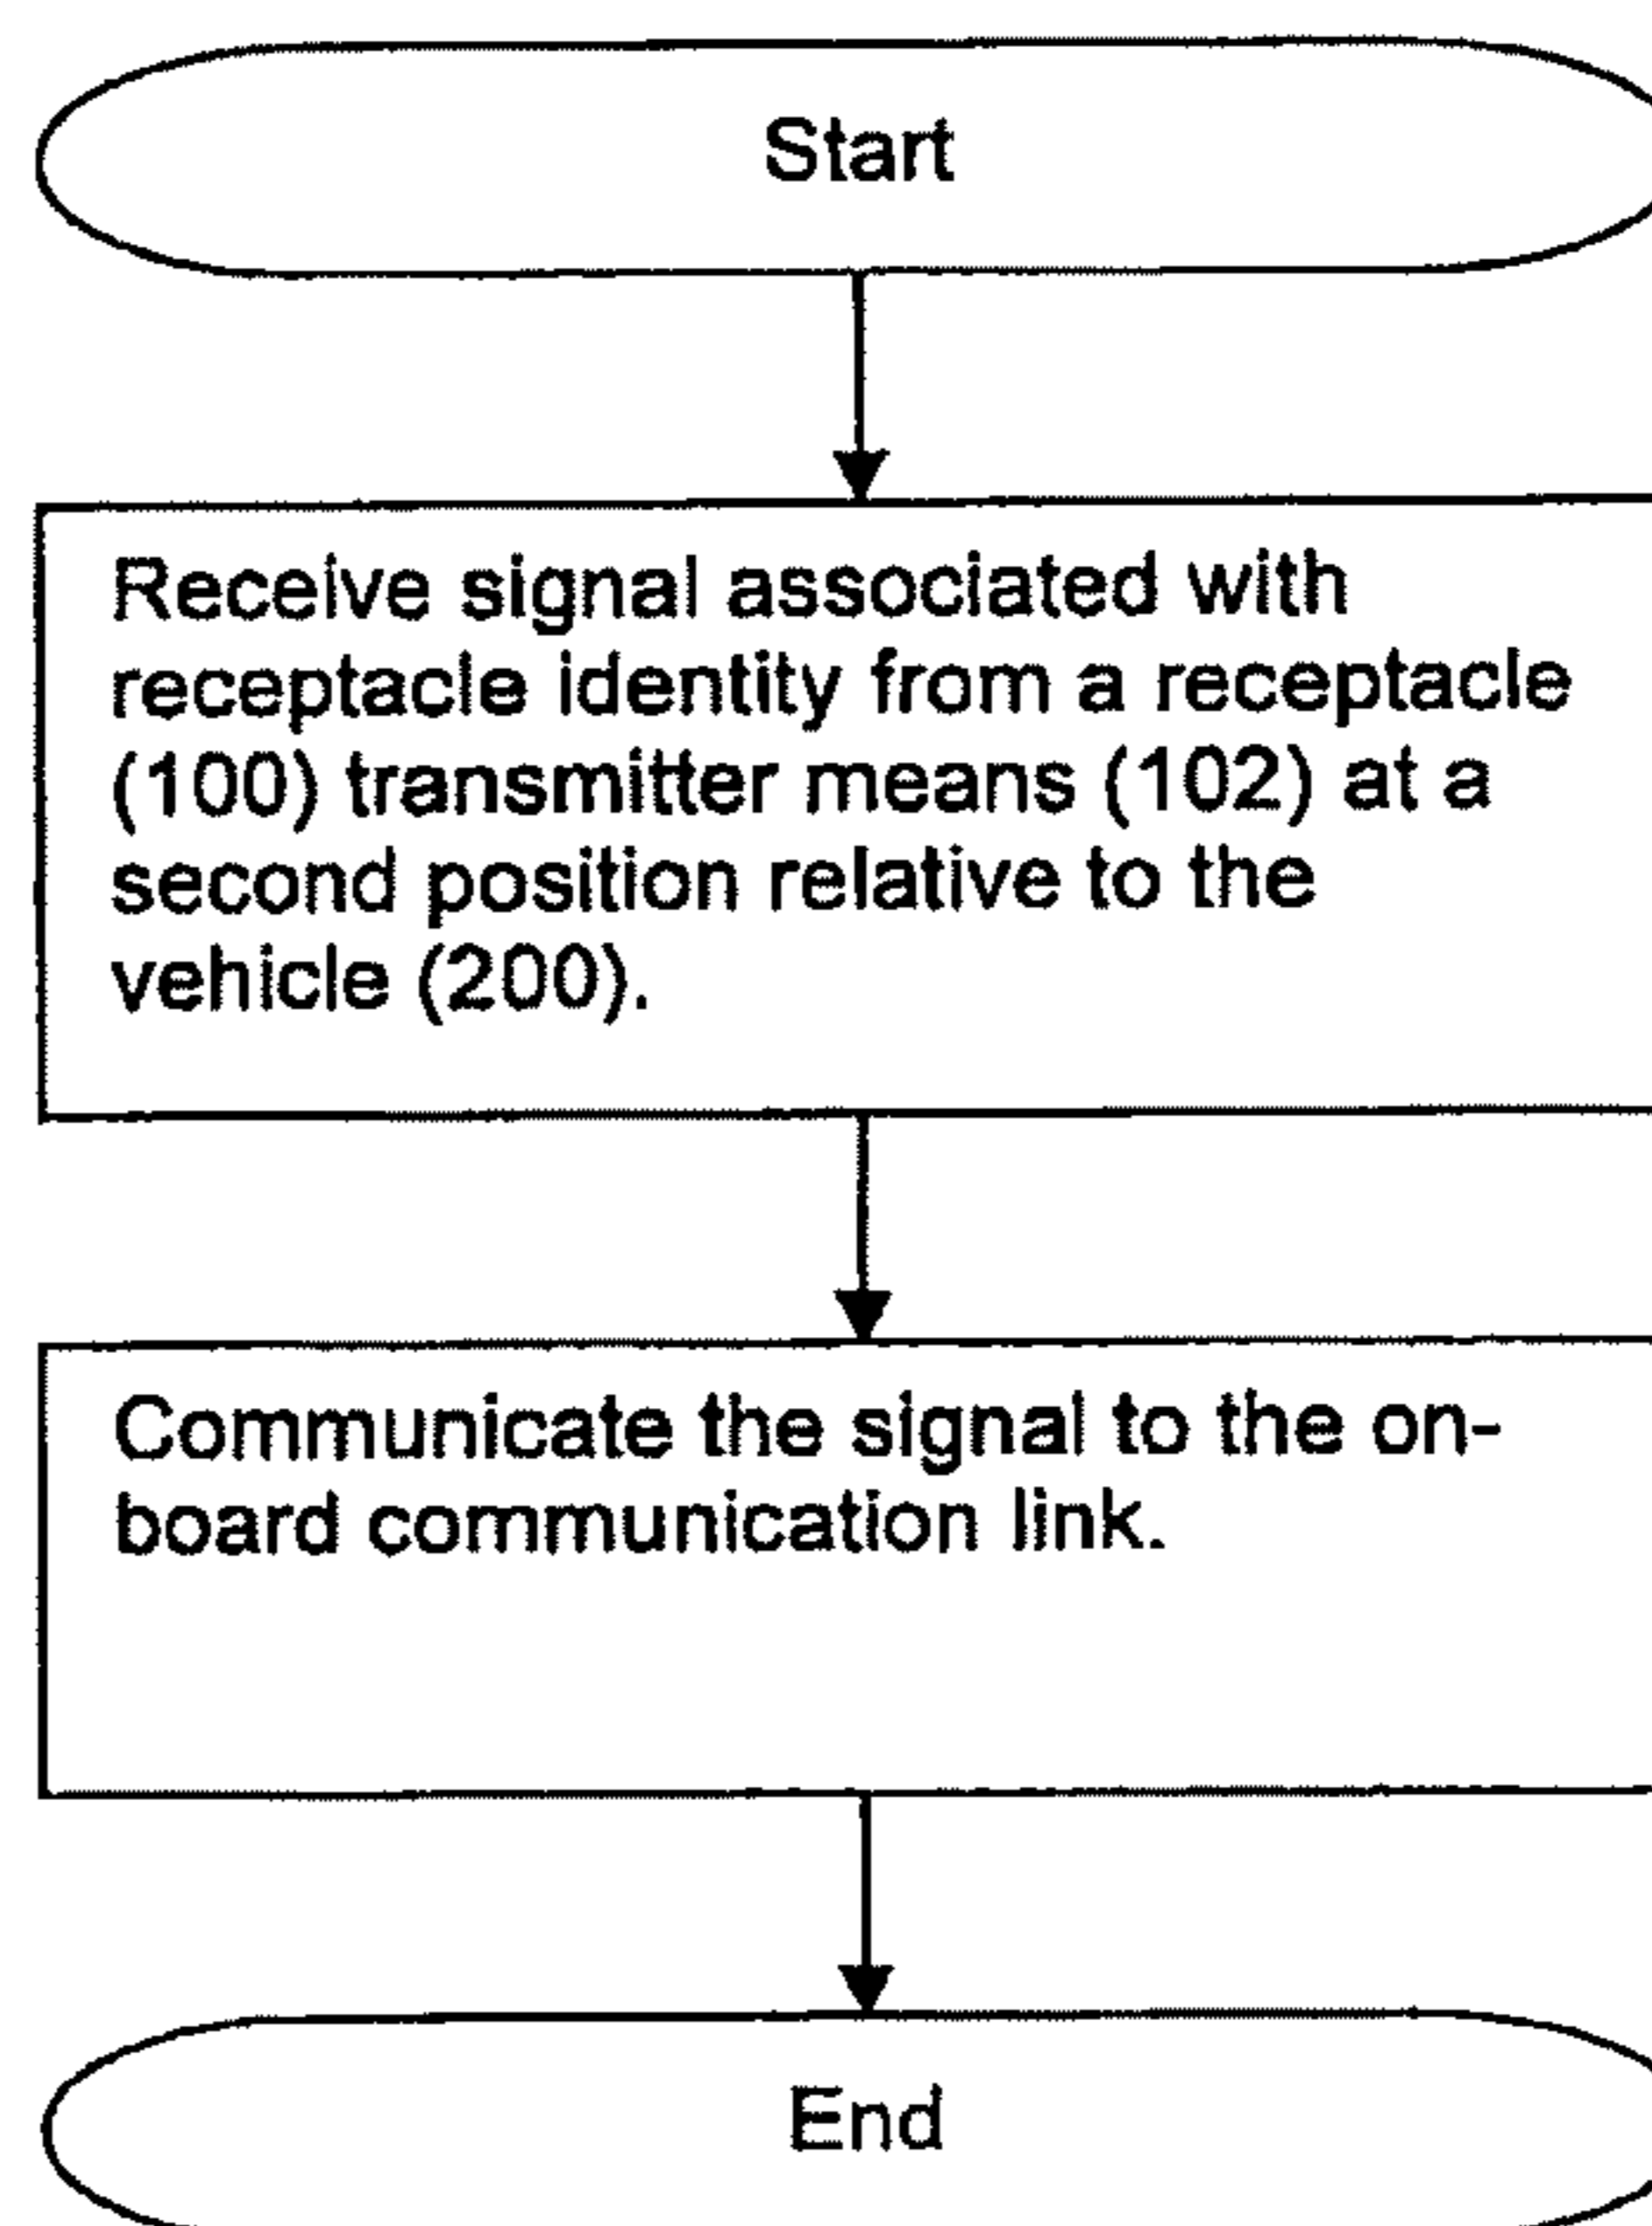 Start
Receive signal associated with
receptacle identity from a receptacle
(100) transmitter means (102) at a
second position relative to the
vehicle (200).
Communicate the signal to the on-
board communication link.
End